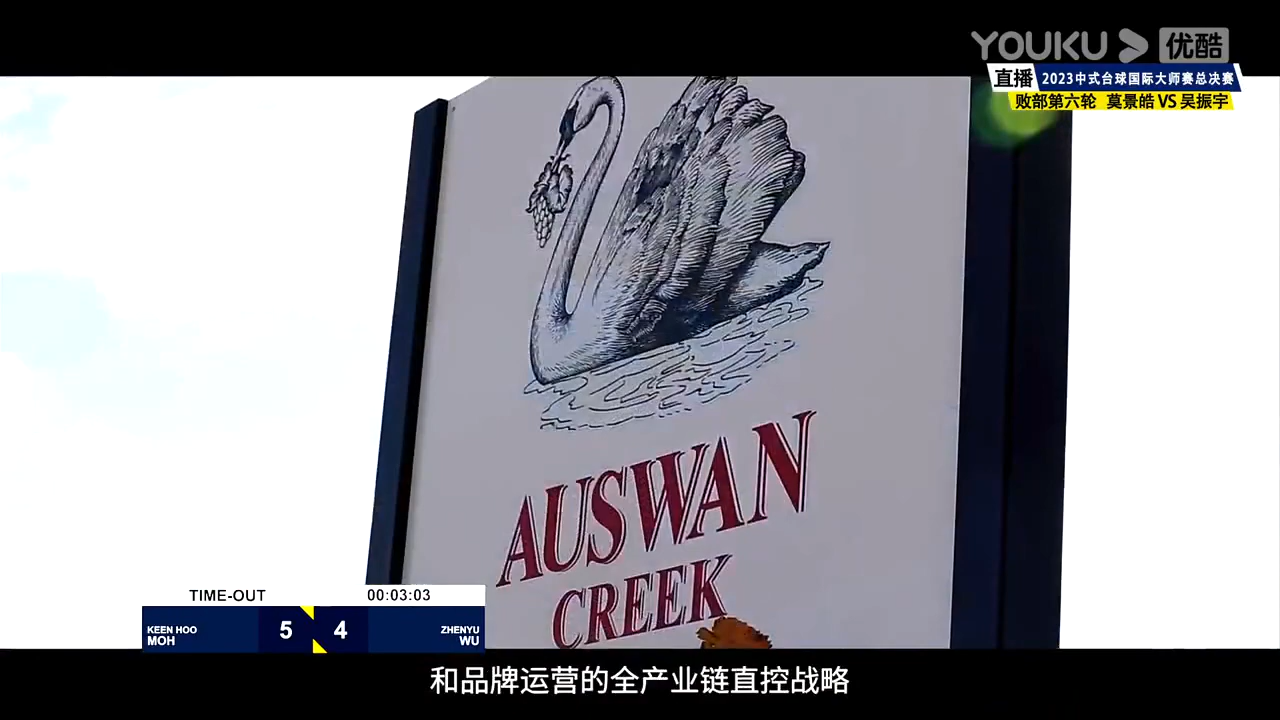 YOUKU 优酷
直播 2023中式台球国际大师赛总决赛
败部第六轮 莫景皓 VS 吴振宇
AUSWAN
CREEK
TIME-OUT 00:03:03
KEEN HOO
MOH
5
4
ZHENYU
WU
和品牌运营的全产业链直控战略